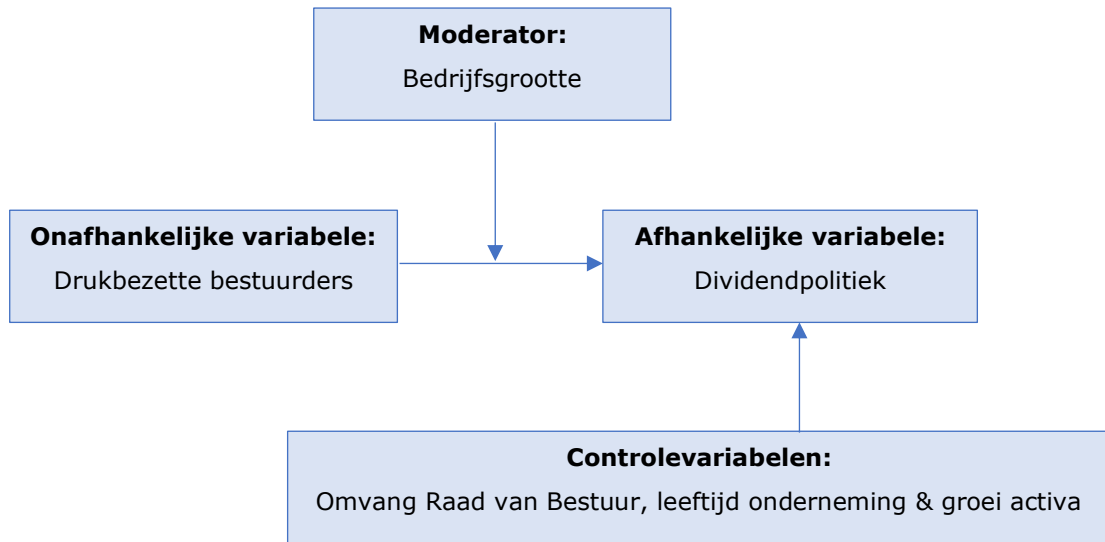 Moderator:
Bedrijfsgrootte
Onafhankelijke variabele:
Drukbezette bestuurders
Afhankelijke variabele:
Dividendpolitiek
Controlevariabelen:
Omvang Raad van Bestuur, leeftijd onderneming & groei activa